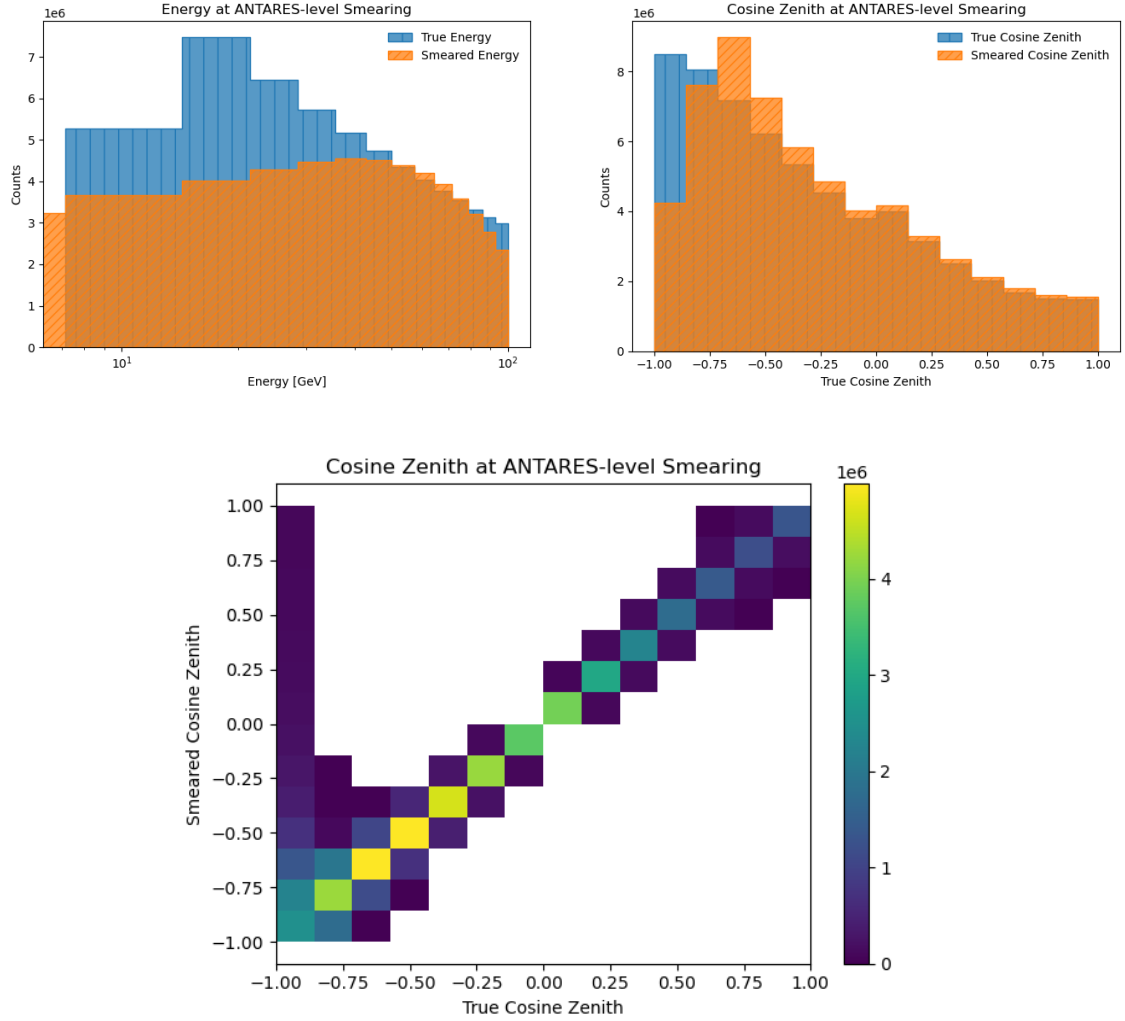 Energy at ANTARES-level Smearing
1e6
True Energy
Smeared Energy
7
6
5
4
3
2
1
0
Counts
10^1
10^2
Energy [GeV]
Cosine Zenith at ANTARES-level Smearing
1e6
True Cosine Zenith
Smeared Cosine Zenith
8
6
4
2
0
Counts
−1.00 −0.75 −0.50 −0.25 0.00 0.25 0.50 0.75 1.00
True Cosine Zenith
Cosine Zenith at ANTARES-level Smearing
1e6
1.00
0.75
0.50
0.25
0.00
−0.25
−0.50
−0.75
−1.00
Smeared Cosine Zenith
−1.00 −0.75 −0.50 −0.25 0.00 0.25 0.50 0.75 1.00
True Cosine Zenith
4
3
2
1
0